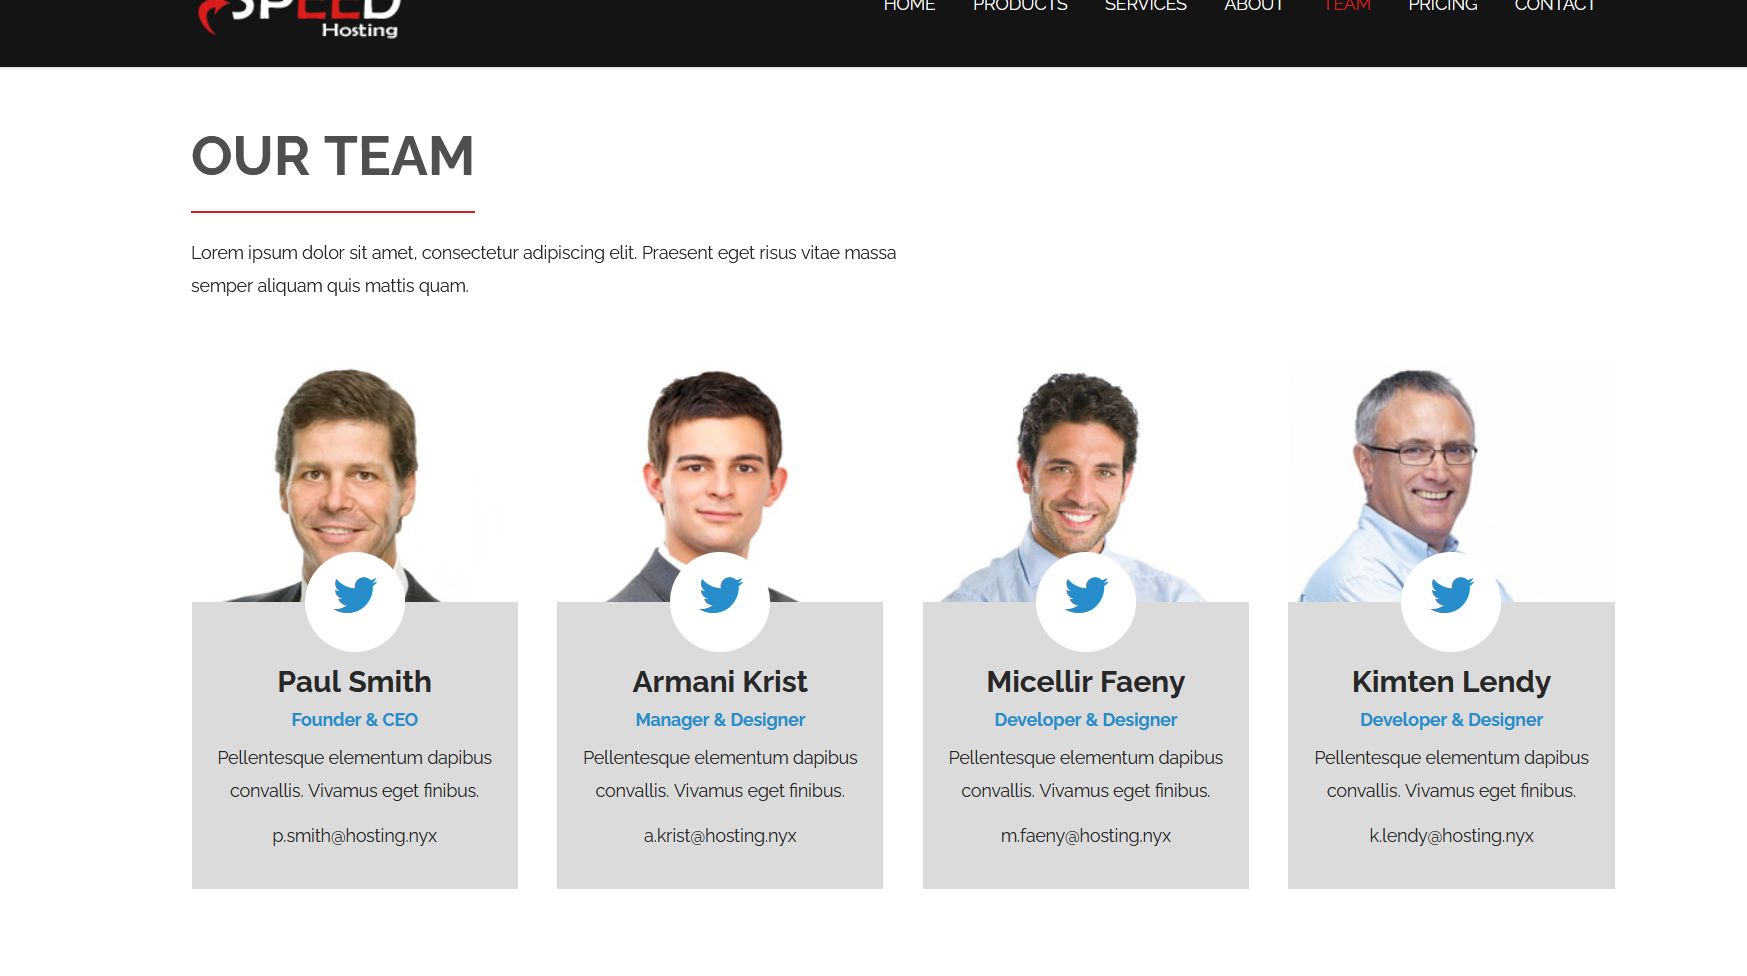 SPEED
Hosting
HOME PRODUCTS SERVICES ABOUT TEAM PRICING CONTACT
OUR TEAM
Lorem ipsum dolor sit amet, consectetur adipiscing elit. Praesent eget risus vitae massa
semper aliquam quis mattis quam.
Paul Smith
Founder & CEO
Pellentesque elementum dapibus
convallis. Vivamus eget finibus.
p.smith@hosting.nyx
Armani Krist
Manager & Designer
Pellentesque elementum dapibus
convallis. Vivamus eget finibus.
a.krist@hosting.nyx
Micellir Faeny
Developer & Designer
Pellentesque elementum dapibus
convallis. Vivamus eget finibus.
m.faeny@hosting.nyx
Kimten Lendy
Developer & Designer
Pellentesque elementum dapibus
convallis. Vivamus eget finibus.
k.lendy@hosting.nyx